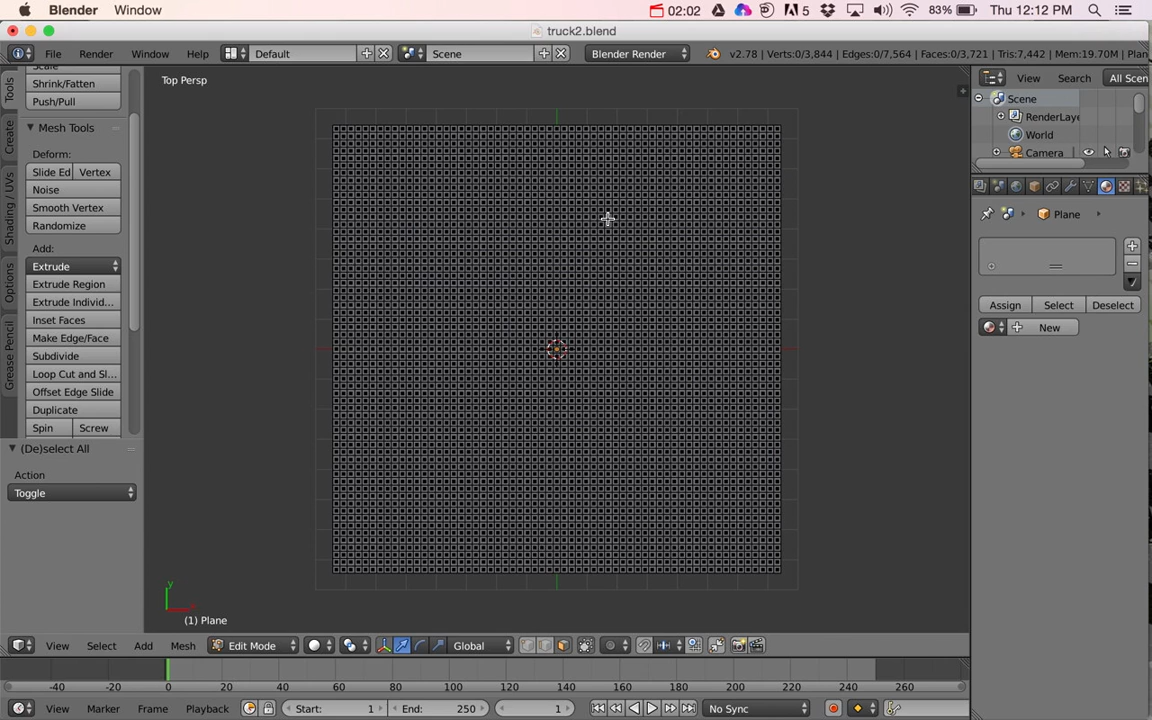 Blender Window 02:02 5 83% Thu 12:12 PM
truck2.blend
File Render Window Help Default Scene Blender Render v2.78 | Verts:0/3,844 | Edges:0/7,564 | Faces:0/3,721 | Tris:7,442 | Mem:19.70M | Plan
Tools
Create
Shading / UVs
Options
Grease Pencil
Shrink/Fatten
Push/Pull
Mesh Tools
Deform:
Slide Ed Vertex
Noise
Smooth Vertex
Randomize
Add:
Extrude
Extrude Region
Extrude Individ...
Inset Faces
Make Edge/Face
Subdivide
Loop Cut and Sl...
Offset Edge Slide
Duplicate
Spin Screw
(De)select All
Action
Toggle
Top Persp
y
(1) Plane
View Search All Scen
Scene
RenderLaye
World
Camera
Plane
Assign Select Deselect
New
View Select Add Mesh Edit Mode Global
-40 -20 0 20 40 60 80 100 120 140 160 180 200 220 240 260
View Marker Frame Playback Start: 1 End: 250 1 No Sync